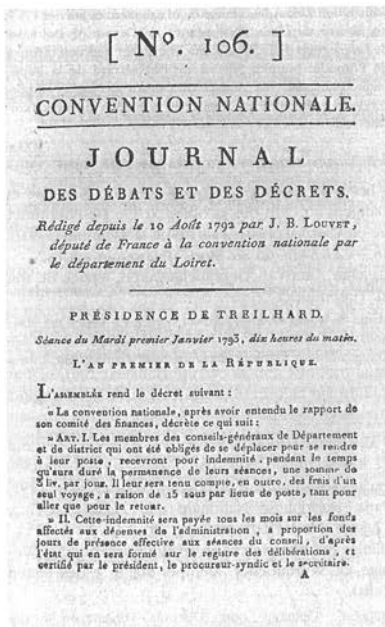 [ Nº. 106. ]
CONVENTION NATIONALE.
JOURNAL
DES DÉBATS ET DES DÉCRETS.
Rédigé depuis le 10 Août 1792 par J. B. LOUVET,
député de France à la convention nationale par
le département du Loiret.
PRÉSIDENCE DE TREILHARD.
Séance du Mardi premier Janvier 1793, dix heures du matin.
L'AN PREMIER DE LA RÉPUBLIQUE.
L'ASSEMBLÉE rend le décret suivant :
« La convention nationale, après avoir entendu le rapport de
son comité des finances, décrète ce qui suit :
» ART. I. Les membres des conseils-généraux de Département
et de district qui ont été obligés de se déplacer pour se rendre
à leur poste, recevront pour indemnité, pendant le temps
qu'aura duré la permanence de leurs séances, une somme de
3 liv. par jour. Il leur sera tenu compte, en outre, des frais d'un
seul voyage, à raison de 15 sous par lieue de poste, tant pour
aller que pour le retour.
» II. Cette indemnité sera payée tous les mois sur les fonds
affectés aux dépenses de l'administration, à proportion des
jours de présence effective aux séances du conseil, d'après
l'état qui en sera formé sur le registre des délibérations, et
certifié par le président, le procureur-syndic et le secrétaire.
A